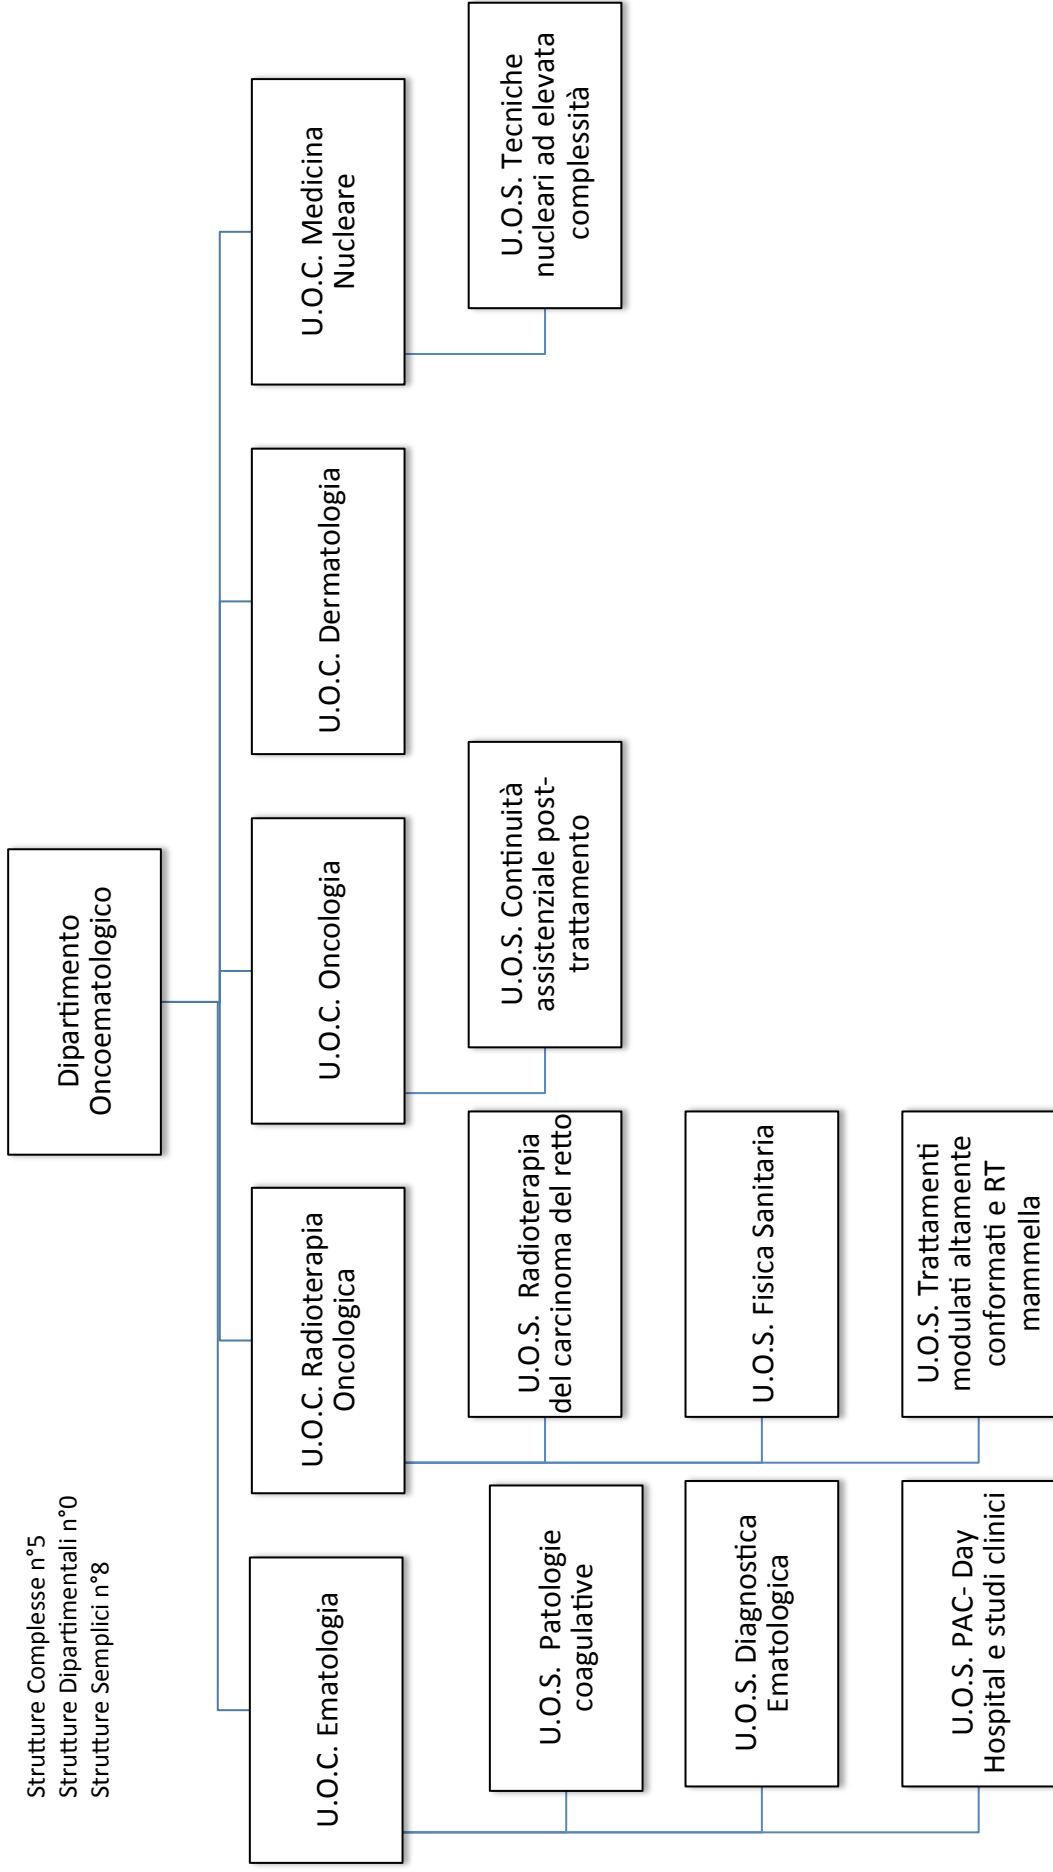 Strutture Complesse n°5
Strutture Dipartimentali n°0
Strutture Semplici n°8
Dipartimento
Oncoematologico
U.O.C. Ematologia
U.O.C. Radioterapia
Oncologica
U.O.C. Oncologia
U.O.C. Dermatologia
U.O.C. Medicina
Nucleare
U.O.S. Patologie
coagulative
U.O.S. Diagnostica
Ematologica
U.O.S. PAC- Day
Hospital e studi clinici
U.O.S. Radioterapia
del carcinoma del retto
U.O.S. Fisica Sanitaria
U.O.S. Trattamenti
modulati altamente
conformati e RT
mammella
U.O.S. Continuità
assistenziale post-
trattamento
U.O.S. Tecniche
nucleari ad elevata
complessità